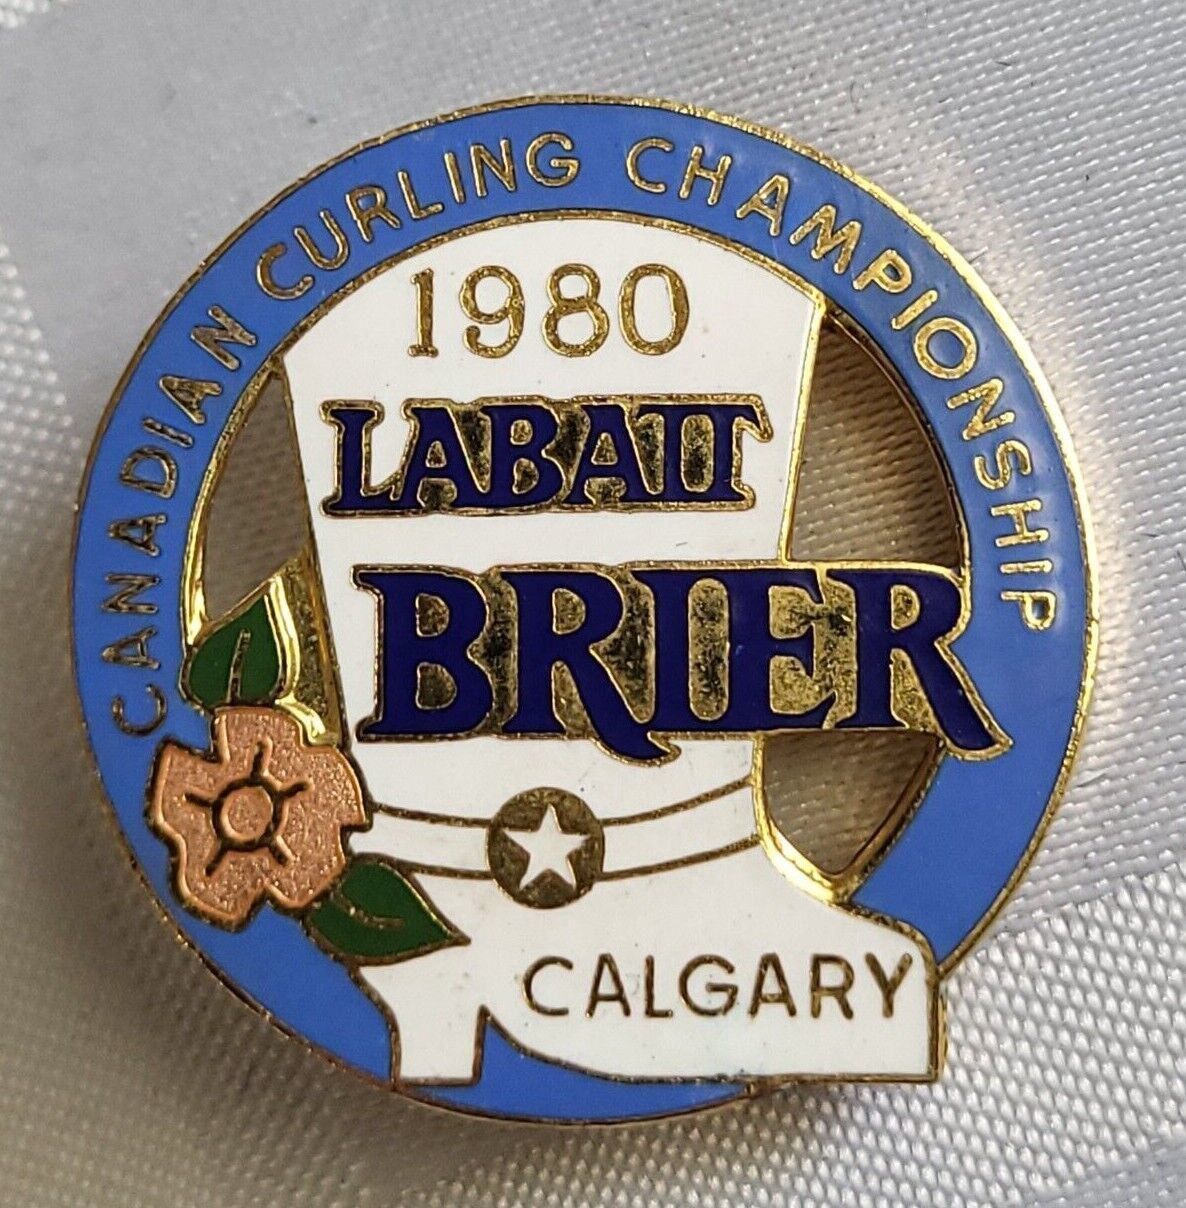 CANADIAN CURLING CHAMPIONSHIP
1980
LABATT
BRIER
CALGARY